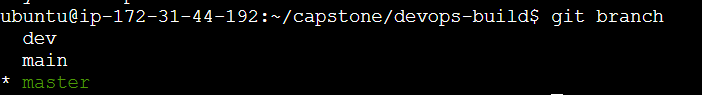 ubuntu@ip-172-31-44-192:~/capstone/devops-build$ git branch
dev
main
* master